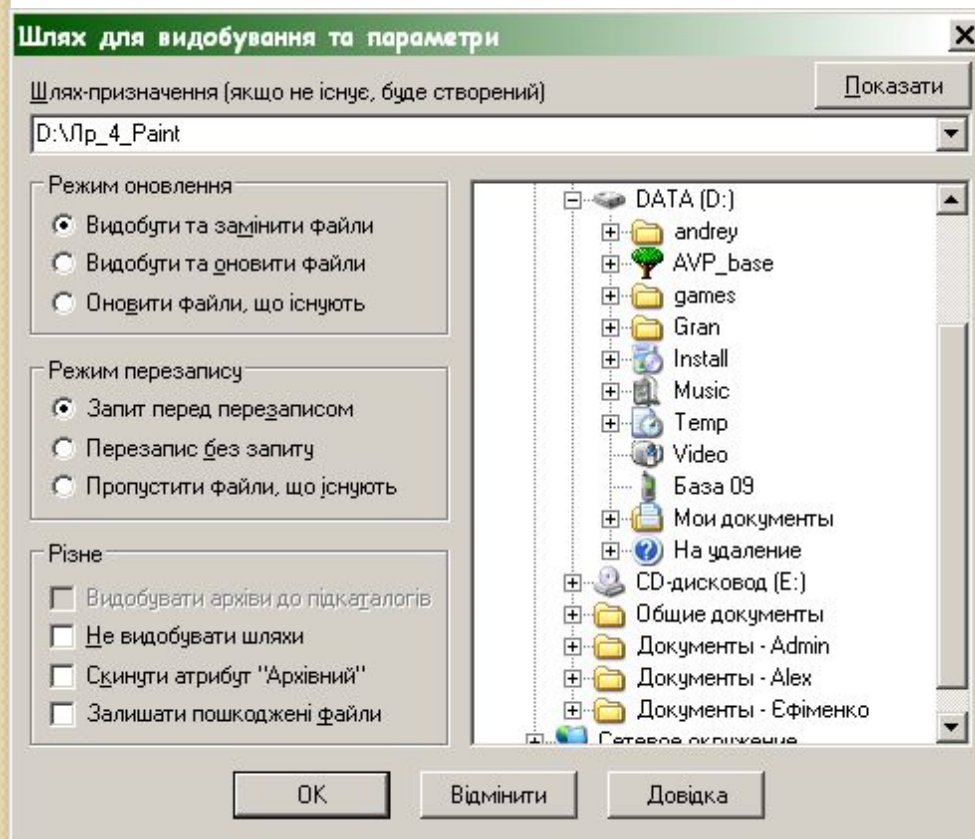 Шлях для видобування та параметри
Шлях-призначення (якщо не існує, буде створений)
Показати
D:\Лр_4_Paint
Режим оновлення
Видобути та замінити файли
Видобути та оновити файли
Оновити файли, що існують
Режим перезапису
Запит перед перезаписом
Перезапис без запиту
Пропустити файли, що існують
Різне
Видобувати архіви до підкаталогів
Не видобувати шляхи
Скинути атрибут "Архівний"
Залишати пошкоджені файли
DATA (D:)
andrey
AVP_base
games
Gran
Install
Music
Temp
Video
База 09
Мои документы
На удаление
CD-дисковод (E:)
Общие документы
Документы - Admin
Документы - Alex
Документы - Єфіменко
Сетевое окружение
OK
Відмінити
Довідка